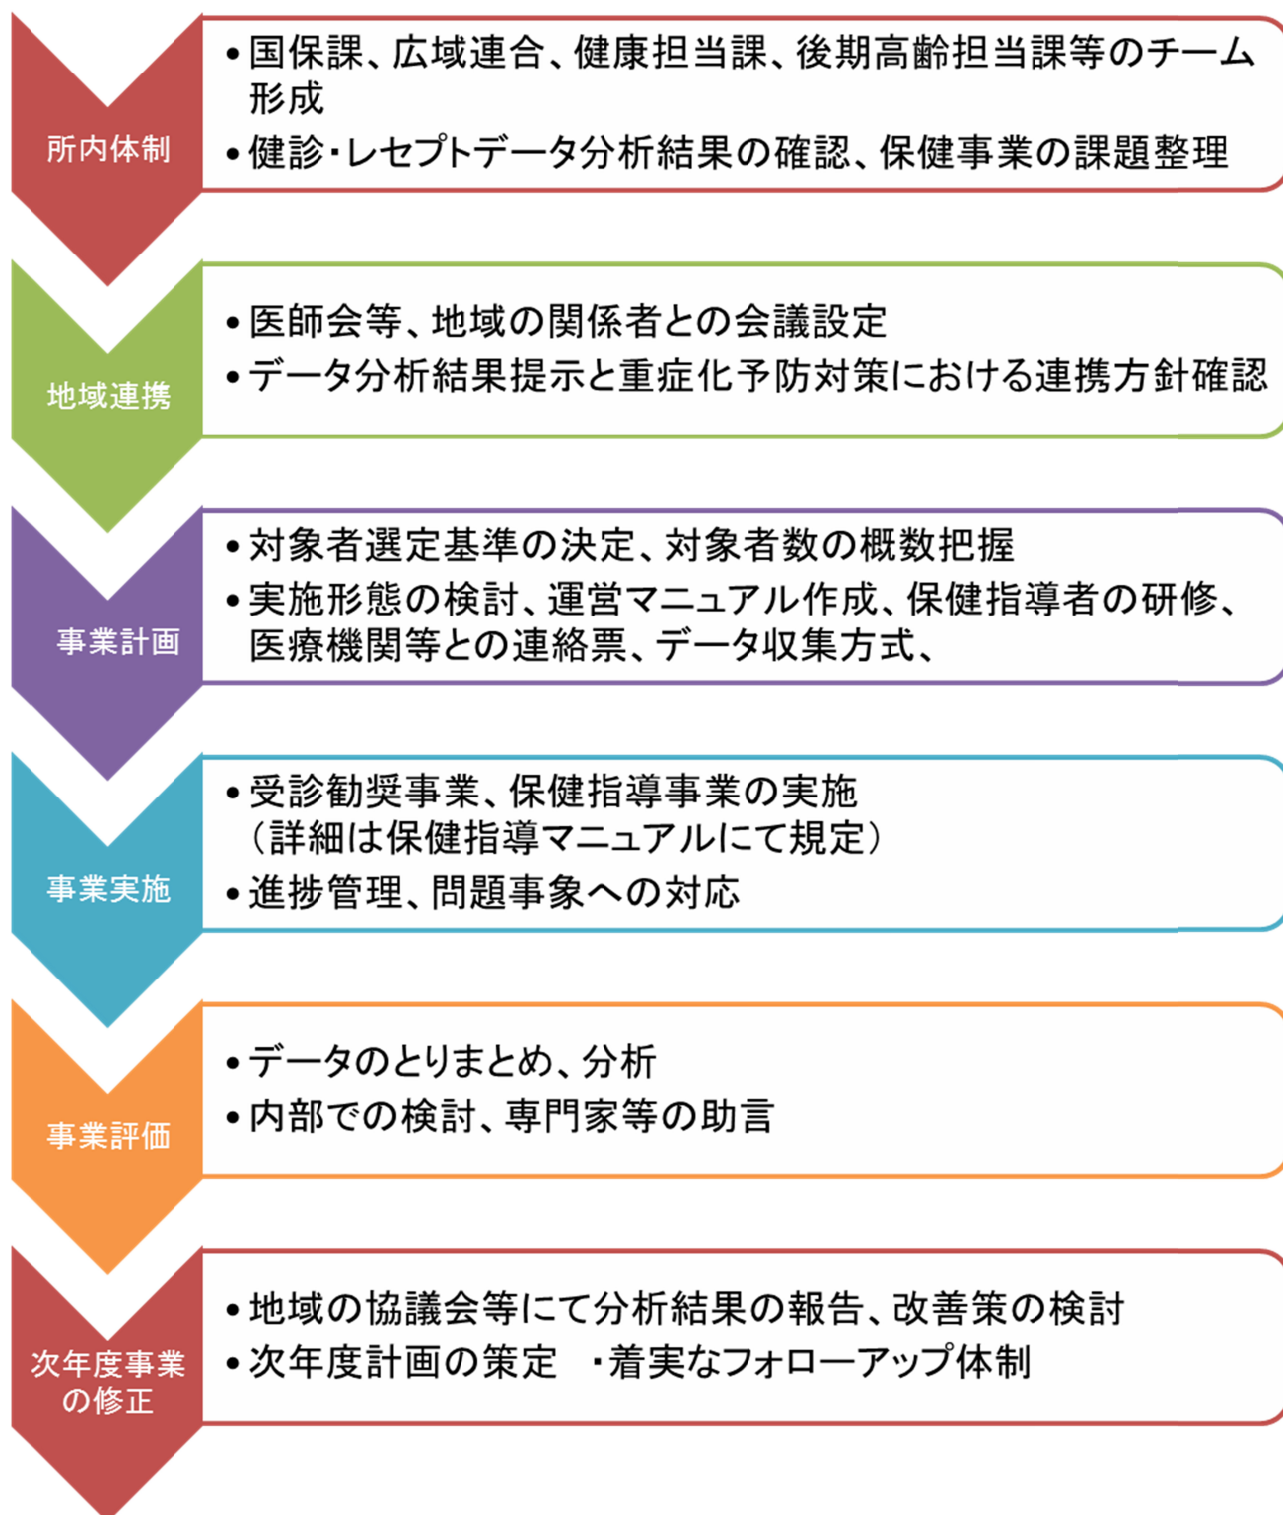 所内体制
•国保課、広域連合、健康担当課、後期高齢担当課等のチーム
形成
•健診・レセプトデータ分析結果の確認、保健事業の課題整理
地域連携
•医師会等、地域の関係者との会議設定
•データ分析結果提示と重症化予防対策における連携方針確認
事業計画
•対象者選定基準の決定、対象者数の概数把握
•実施形態の検討、運営マニュアル作成、保健指導者の研修、
医療機関等との連絡票、データ収集方式、
事業実施
•受診勧奨事業、保健指導事業の実施
（詳細は保健指導マニュアルにて規定）
•進捗管理、問題事象への対応
事業評価
•データのとりまとめ、分析
•内部での検討、専門家等の助言
次年度事業
の修正
•地域の協議会等にて分析結果の報告、改善策の検討
•次年度計画の策定　・着実なフォローアップ体制